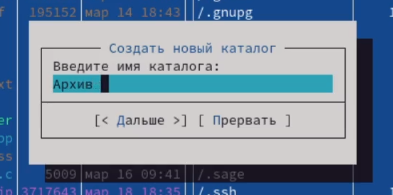 f 195152 мар 14 18:43 /.gnupg
Создать новый каталог
Введите имя каталога:
Архив
[< Дальше >] [ Прервать ]
.c 5009 мар 16 09:41 /.sage
ip 3717643 мар 18 18:35 /.ssh